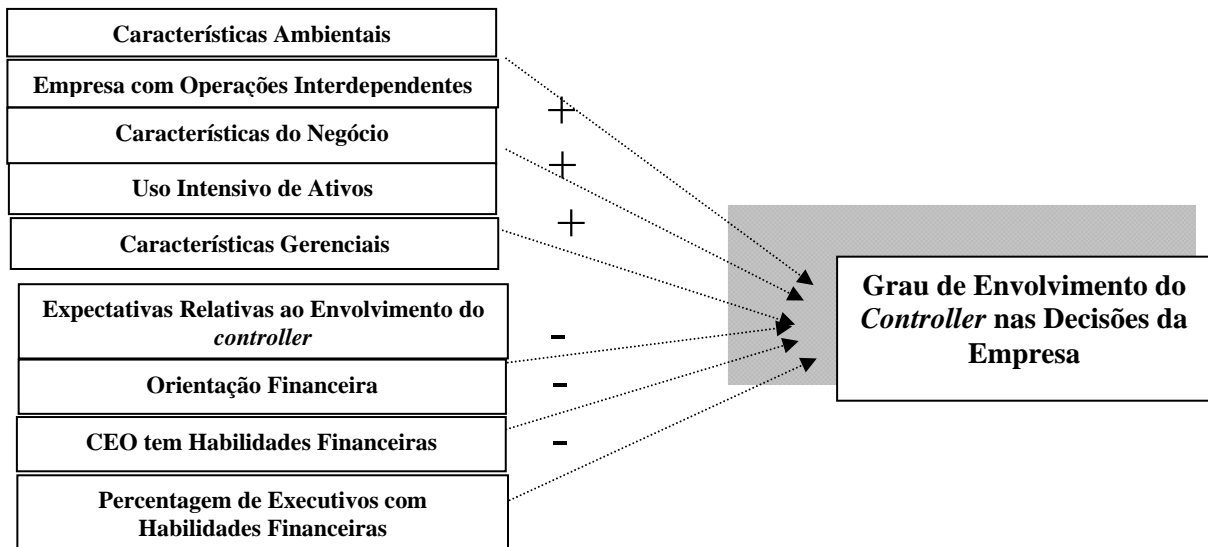 Características Ambientais
Empresa com Operações Interdependentes
+
Características do Negócio
+
Uso Intensivo de Ativos
+
Características Gerenciais
Expectativas Relativas ao Envolvimento do
controller
-
Orientação Financeira
-
CEO tem Habilidades Financeiras
-
Percentagem de Executivos com
Habilidades Financeiras
Grau de Envolvimento do
Controller nas Decisões da
Empresa